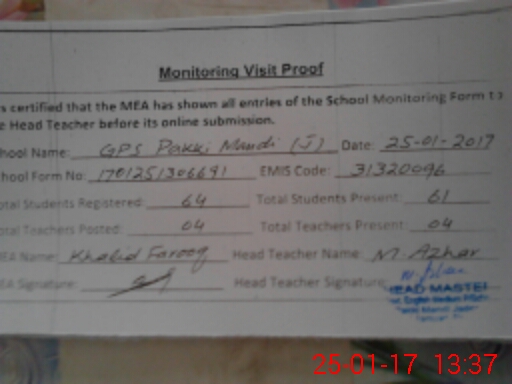 Monitoring Visit Proof
s certified that the MEA has shown all entries of the School Monitoring Form to
e Head Teacher before its online submission.
hool Name: GPS Pakki Mandi (J) Date: 25-01-2017
hool Form No: 1701251306691 EMIS Code: 31320096
otal Students Registered: 64 Total Students Present: 61
otal Teachers Posted: 04 Total Teachers Present: 04
EA Name: Khalid Farooq Head Teacher Name: M. Azhar
EA Signature: Head Teacher Signature
HEAD MASTER
25-01-17 13:37